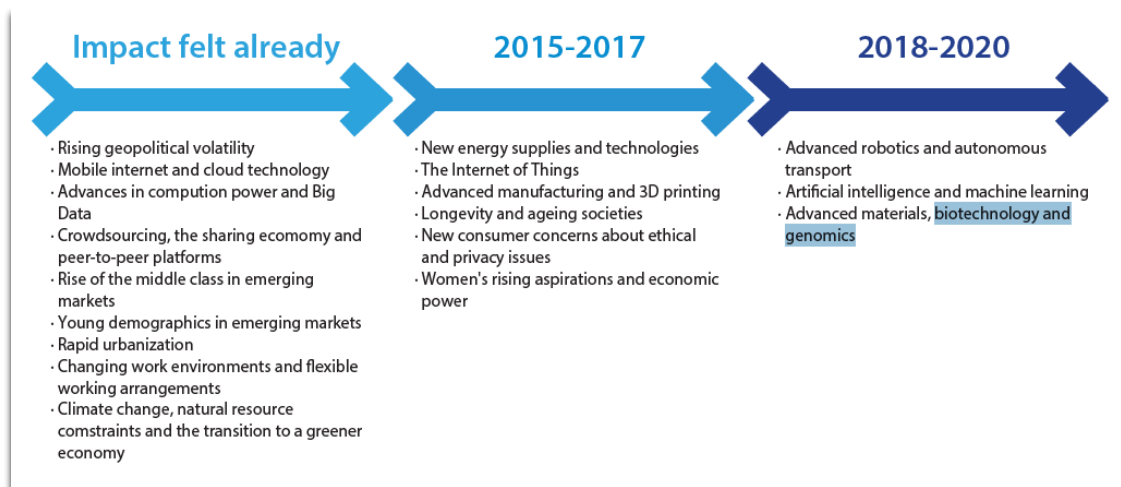 Impact felt already
· Rising geopolitical volatility
· Mobile internet and cloud technology
· Advances in compution power and Big
Data
· Crowdsourcing, the sharing ecomomy and
peer-to-peer platforms
· Rise of the middle class in emerging
markets
· Young demographics in emerging markets
· Rapid urbanization
· Changing work environments and flexible
working arrangements
· Climate change, natural resource
comstraints and the transition to a greener
economy
2015-2017
· New energy supplies and technologies
· The Internet of Things
· Advanced manufacturing and 3D printing
· Longevity and ageing societies
· New consumer concerns about ethical
and privacy issues
· Women's rising aspirations and economic
power
2018-2020
· Advanced robotics and autonomous
transport
· Artificial intelligence and machine learning
· Advanced materials, biotechnology and
genomics